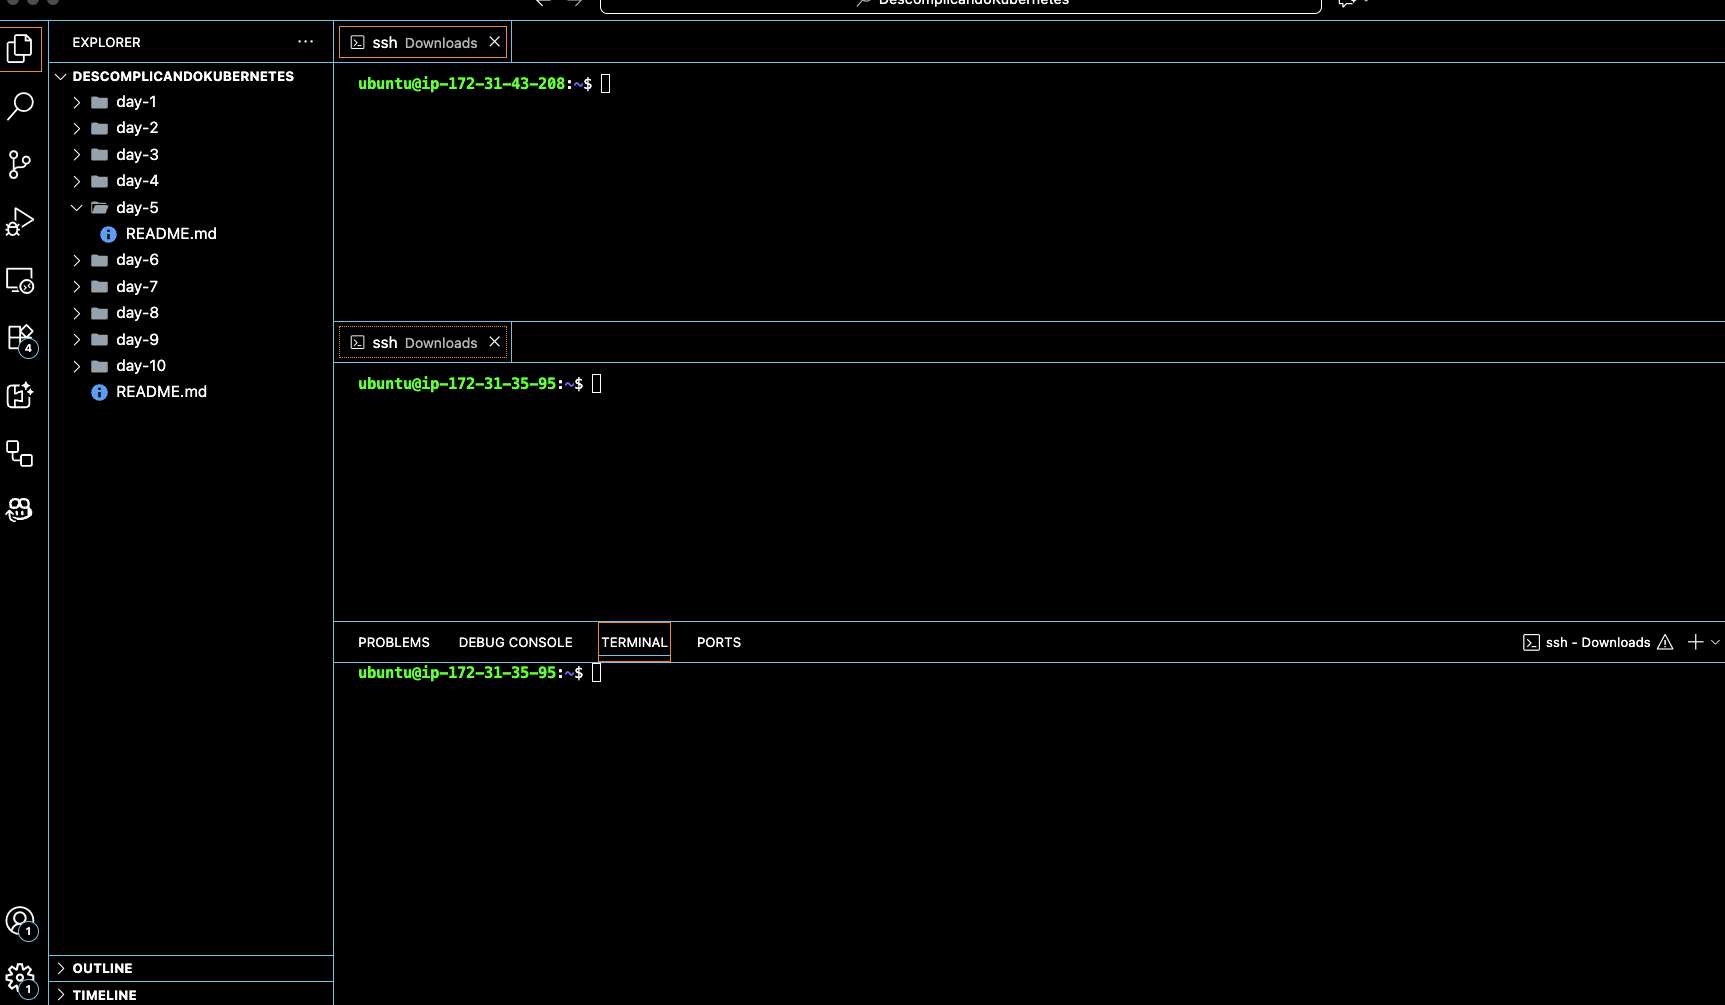 DescomplicandoKubernetes
EXPLORER
DESCOMPLICANDOKUBERNETES
day-1
day-2
day-3
day-4
day-5
README.md
day-6
day-7
day-8
day-9
day-10
README.md
OUTLINE
TIMELINE
4
1
1
ssh Downloads
ubuntu@ip-172-31-43-208:~$
ssh Downloads
ubuntu@ip-172-31-35-95:~$
PROBLEMS DEBUG CONSOLE TERMINAL PORTS ssh - Downloads
ubuntu@ip-172-31-35-95:~$